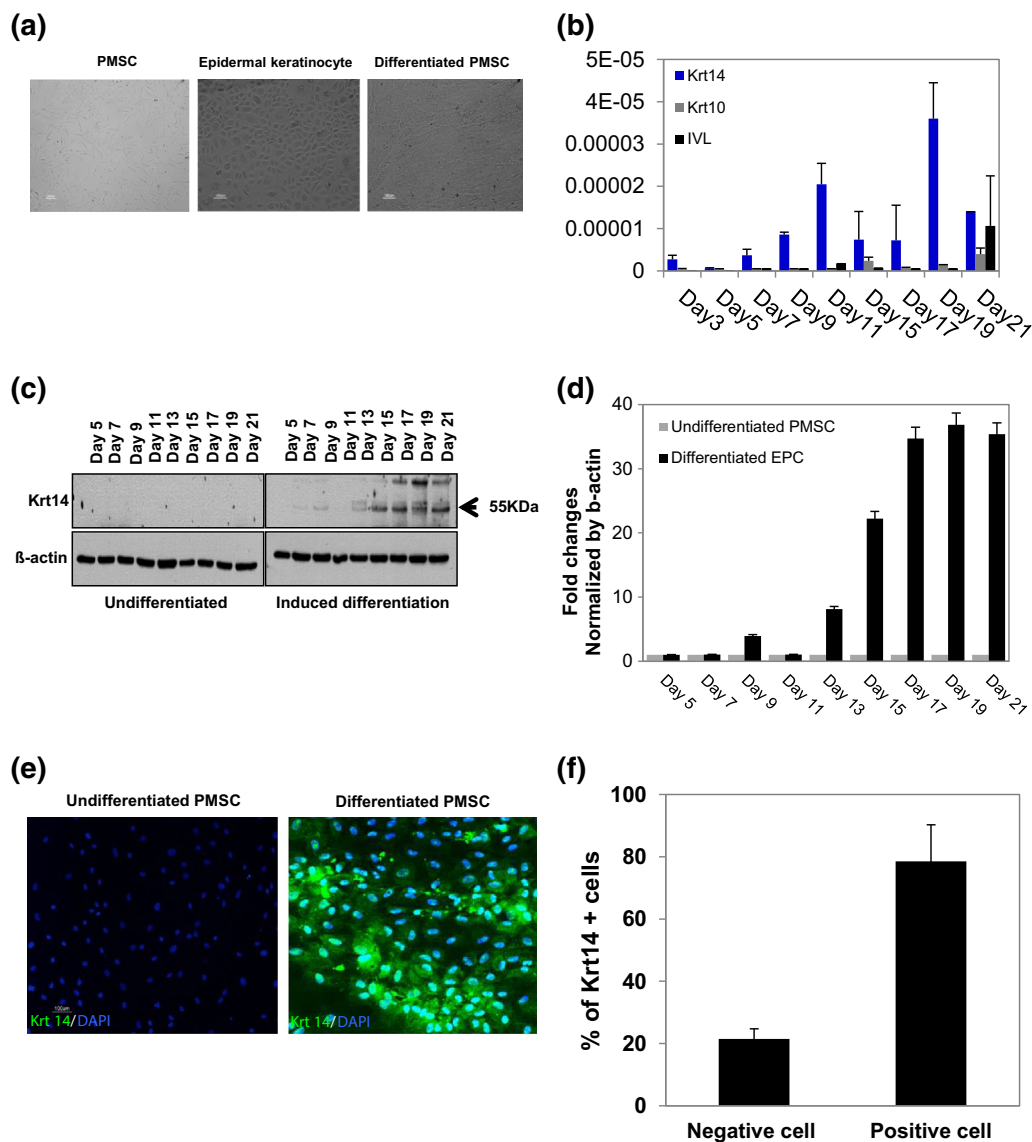 (a)
PMSC
Epidermal keratinocyte
Differentiated PMSC
(b)
5E-05
4E-05
0.00003
0.00002
0.00001
0
Krt14
Krt10
IVL
Day3
Day5
Day7
Day9
Day11
Day15
Day17
Day19
Day21
(c)
Day 5
Day 7
Day 9
Day 11
Day 13
Day 15
Day 17
Day 19
Day 21
Day 5
Day 7
Day 9
Day 11
Day 13
Day 15
Day 17
Day 19
Day 21
Krt14
55KDa
ß-actin
Undifferentiated
Induced differentiation
(d)
Fold changes
Normalized by b-actin
40
30
20
10
0
Undifferentiated PMSC
Differentiated EPC
Day 5
Day 7
Day 9
Day 11
Day 13
Day 15
Day 17
Day 19
Day 21
(e)
Undifferentiated PMSC
Differentiated PMSC
100µm
Krt 14/DAPI
Krt 14/DAPI
(f)
% of Krt14 + cells
100
80
60
40
20
0
Negative cell
Positive cell